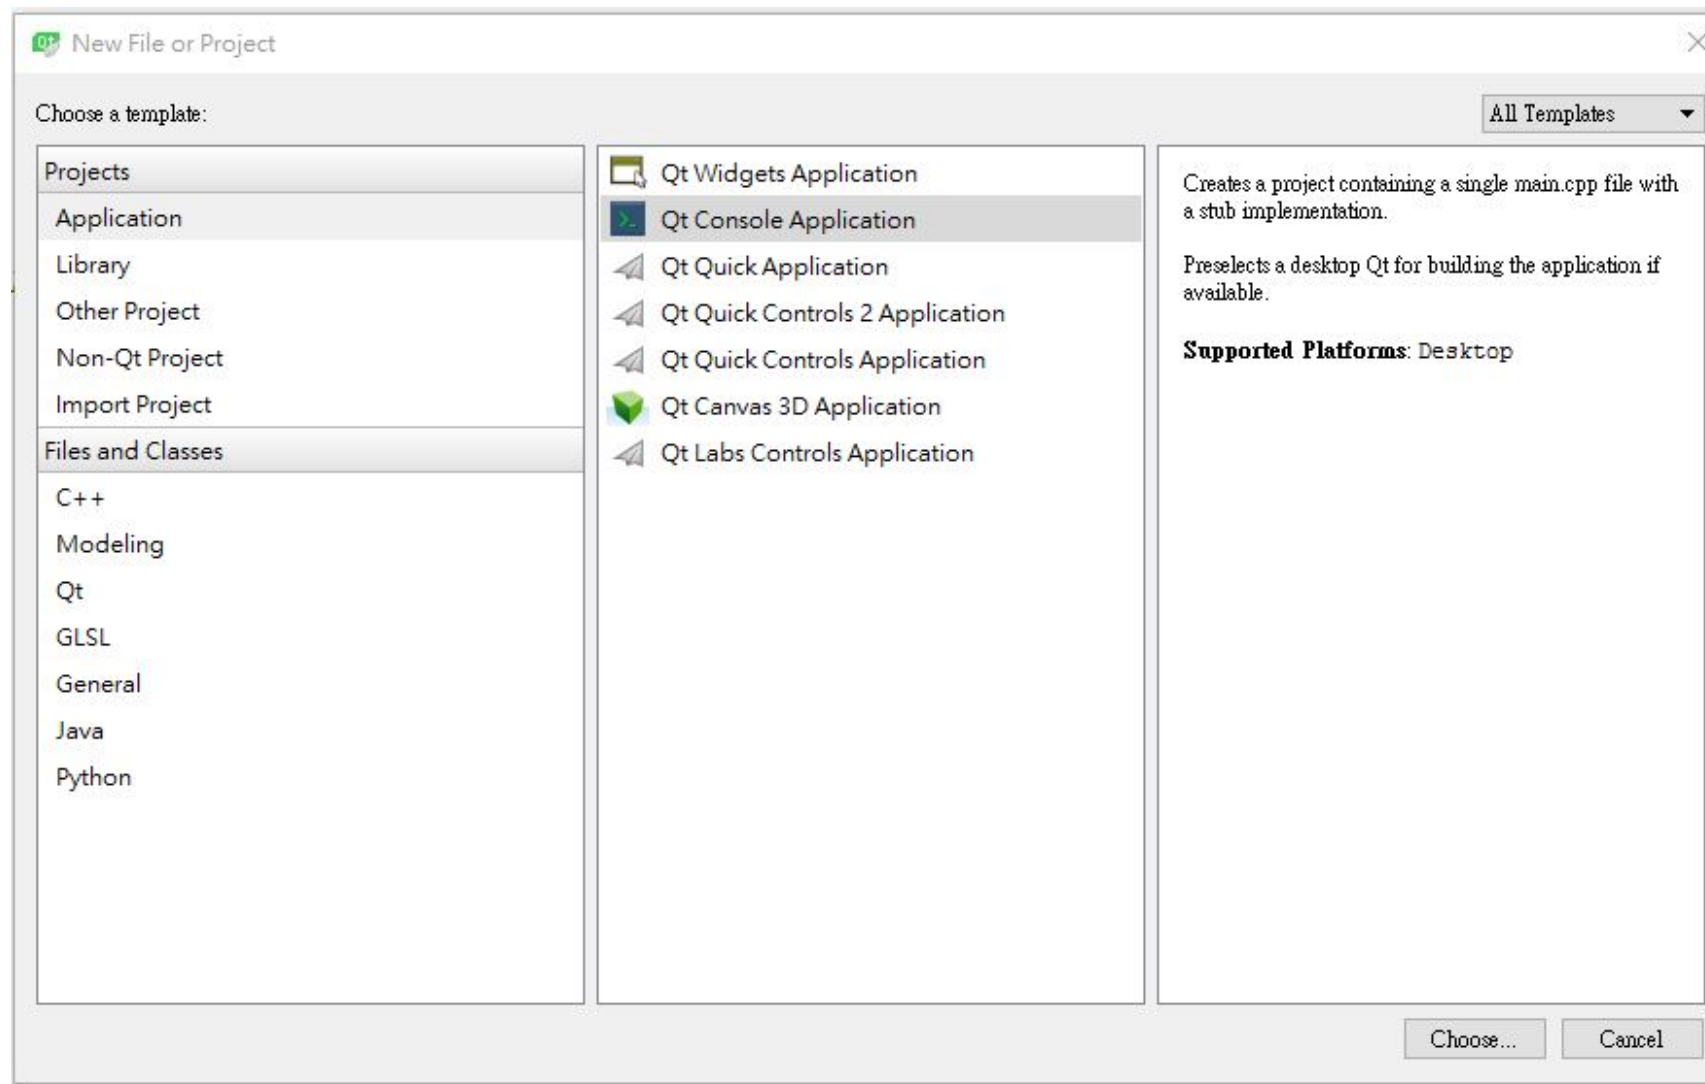 New File or Project
Choose a template:
All Templates
Projects
Application
Library
Other Project
Non-Qt Project
Import Project
Files and Classes
C++
Modeling
Qt
GLSL
General
Java
Python
Qt Widgets Application
Qt Console Application
Qt Quick Application
Qt Quick Controls 2 Application
Qt Quick Controls Application
Qt Canvas 3D Application
Qt Labs Controls Application
Creates a project containing a single main.cpp file with
a stub implementation.
Preselects a desktop Qt for building the application if
available.
Supported Platforms: Desktop
Choose...
Cancel